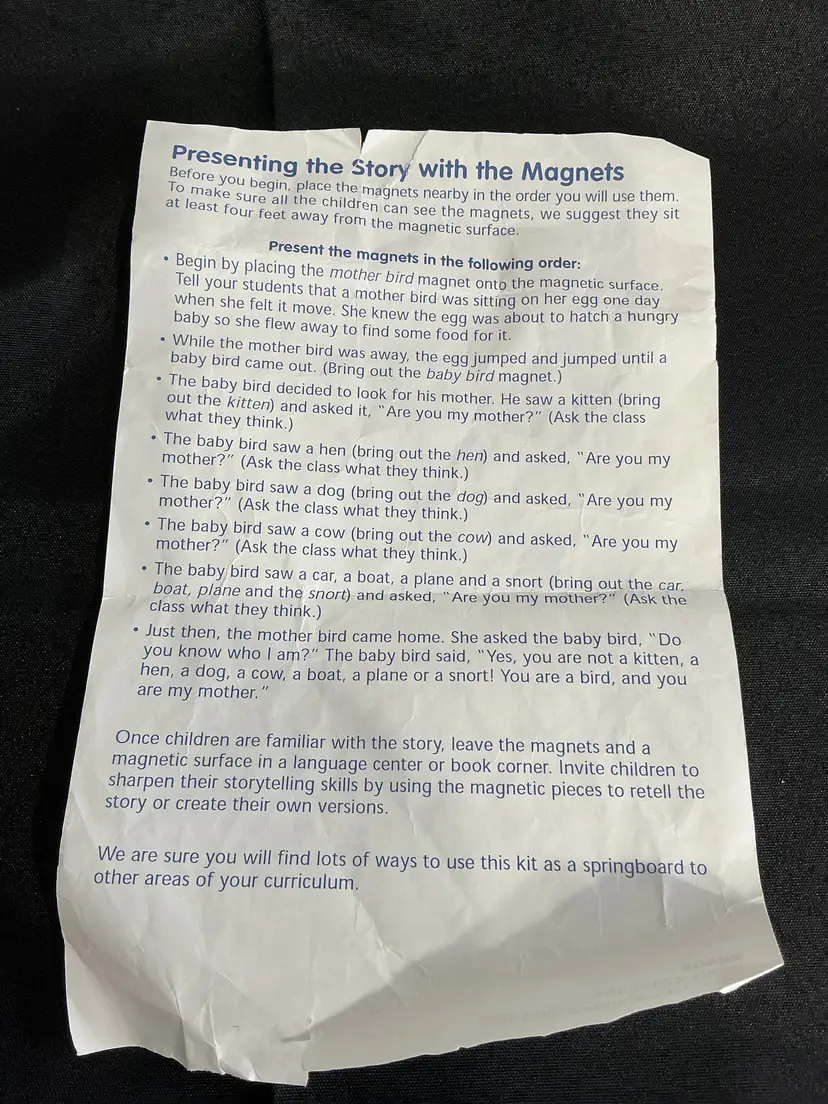 Presenting the Story with the Magnets
Before you begin, place the magnets nearby in the order you will use them.
To make sure all the children can see the magnets, we suggest they sit
at least four feet away from the magnetic surface.
Present the magnets in the following order:
• Begin by placing the mother bird magnet onto the magnetic surface.
Tell your students that a mother bird was sitting on her egg one day
when she felt it move. She knew the egg was about to hatch a hungry
baby so she flew away to find some food for it.
• While the mother bird was away, the egg jumped and jumped until a
baby bird came out. (Bring out the baby bird magnet.)
• The baby bird decided to look for his mother. He saw a kitten (bring
out the kitten) and asked it, “Are you my mother?” (Ask the class
what they think.)
• The baby bird saw a hen (bring out the hen) and asked, “Are you my
mother?” (Ask the class what they think.)
• The baby bird saw a dog (bring out the dog) and asked, “Are you my
mother?” (Ask the class what they think.)
• The baby bird saw a cow (bring out the cow) and asked, “Are you my
mother?” (Ask the class what they think.)
• The baby bird saw a car, a boat, a plane and a snort (bring out the car,
boat, plane and the snort) and asked, “Are you my mother?” (Ask the
class what they think.)
• Just then, the mother bird came home. She asked the baby bird, “Do
you know who I am?” The baby bird said, “Yes, you are not a kitten, a
hen, a dog, a cow, a boat, a plane or a snort! You are a bird, and you
are my mother.”
Once children are familiar with the story, leave the magnets and a
magnetic surface in a language center or book corner. Invite children to
sharpen their storytelling skills by using the magnetic pieces to retell the
story or create their own versions.
We are sure you will find lots of ways to use this kit as a springboard to
other areas of your curriculum.